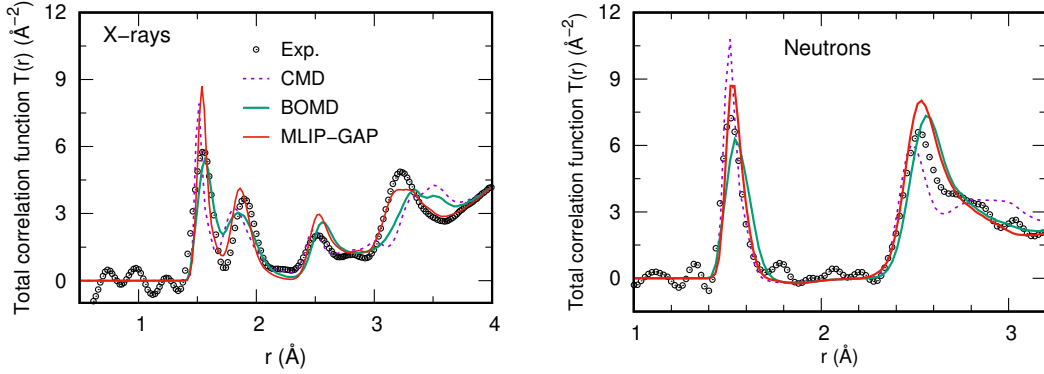 Total correlation function T(r) (Å⁻²)
12
9
6
3
0
X−rays
Exp.
CMD
BOMD
MLIP−GAP
1
2
3
4
r (Å)
Total correlation function T(r) (Å⁻²)
12
9
6
3
0
Neutrons
1
2
3
r (Å)